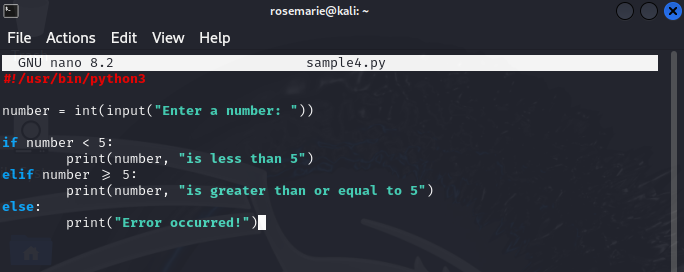 rosemarie@kali: ~
File Actions Edit View Help
GNU nano 8.2 sample4.py
#!/usr/bin/python3
number = int(input("Enter a number: "))
if number < 5:
        print(number, "is less than 5")
elif number ⩾ 5:
        print(number, "is greater than or equal to 5")
else:
        print("Error occurred!")